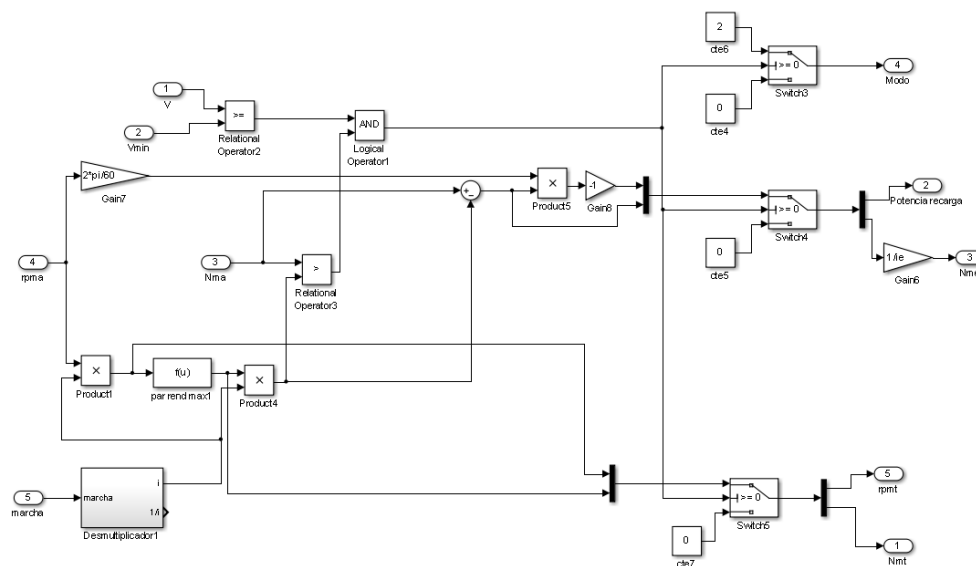 2
cte6
>= 0
4
Modo
Switch3
0
cte4
1
V
2
Vmin
>=
Relational
Operator2
AND
Logical
Operator1
2*pi/60
Gain7
×
Product5
-1
Gain8
+
−
>= 0
Switch4
2
Potencia recarga
0
cte5
1/ie
Gain6
3
Nme
4
rpma
3
Nma
>
Relational
Operator3
×
Product1
f(u)
par rend max1
×
Product4
5
marcha
marcha
i
1/i
Desmultiplicador1
>= 0
Switch5
0
cte7
5
rpmt
1
Nmt